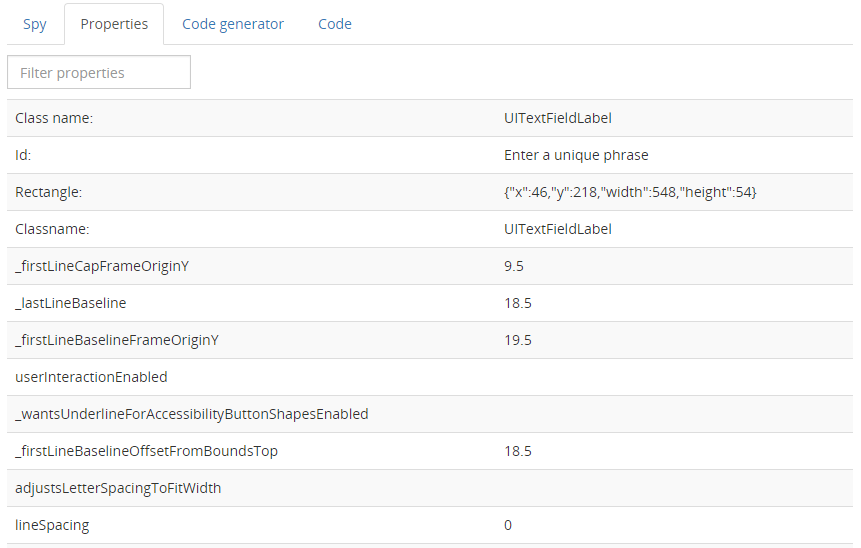 Spy Properties Code generator Code
Filter properties
Class name: UITextFieldLabel
Id: Enter a unique phrase
Rectangle: {"x":46,"y":218,"width":548,"height":54}
Classname: UITextFieldLabel
_firstLineCapFrameOriginY 9.5
_lastLineBaseline 18.5
_firstLineBaselineFrameOriginY 19.5
userInteractionEnabled
_wantsUnderlineForAccessibilityButtonShapesEnabled
_firstLineBaselineOffsetFromBoundsTop 18.5
adjustsLetterSpacingToFitWidth
lineSpacing 0